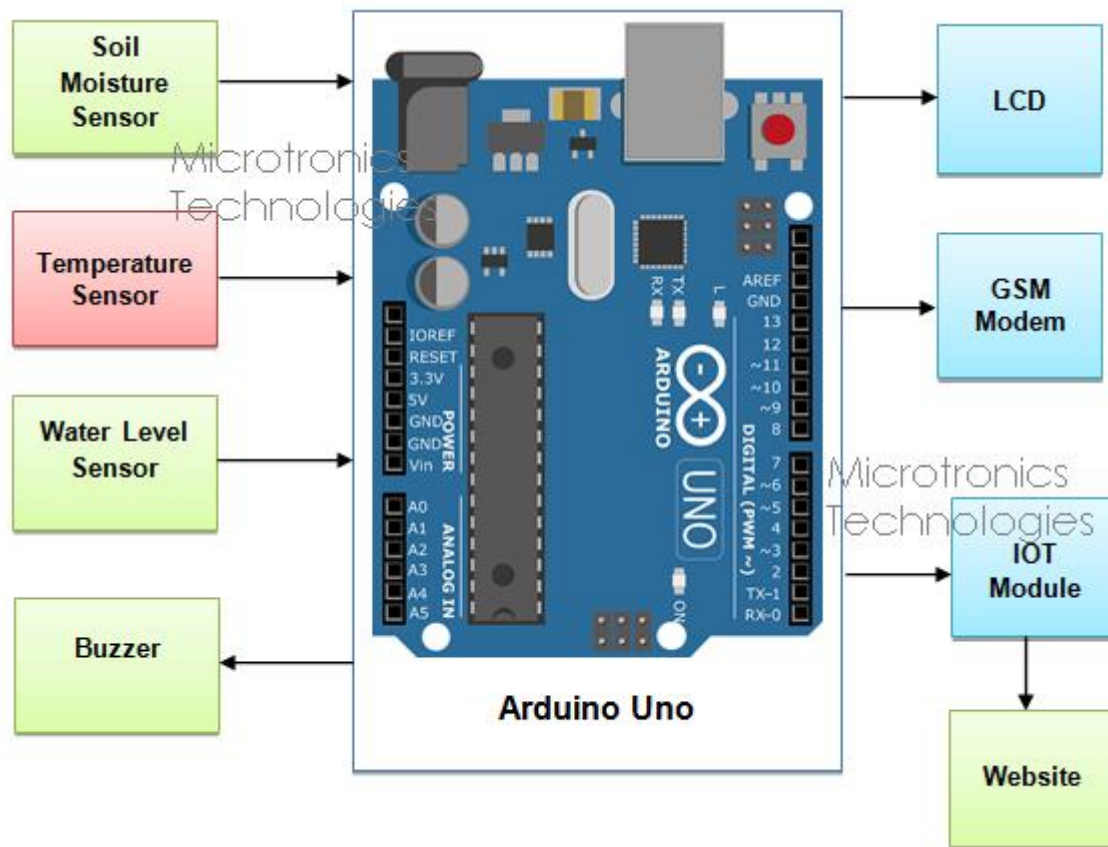 Soil
Moisture
Sensor
Microtronics
Technologies
Temperature
Sensor
Water Level
Sensor
Buzzer
IOREF
RESET
3.3V
5V
GND
GND
Vin
POWER
A0
A1
A2
A3
A4
A5
ANALOG IN
RX
TX
L
ARDUINO
UNO
ON
AREF
GND
13
12
~11
~10
~9
8
7
~6
~5
4
~3
2
TX-1
RX-0
DIGITAL (PWM ~)
Arduino Uno
LCD
GSM
Modem
Microtronics
Technologies
IOT
Module
Website